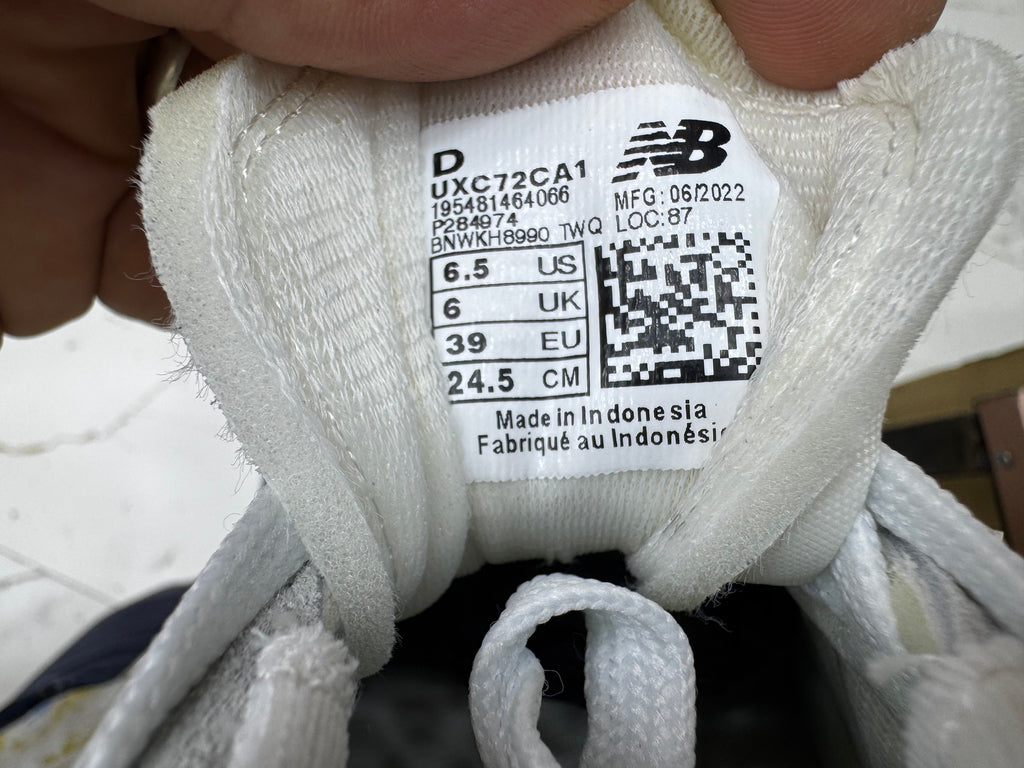 D
UXC72CA1
195481464066
P284974
BNWKH8990 TWQ
NB
MFG: 06/2022
LOC:87
6.5 US
6 UK
39 EU
24.5 CM
Made in Indonesia
Fabriqué au Indonésie